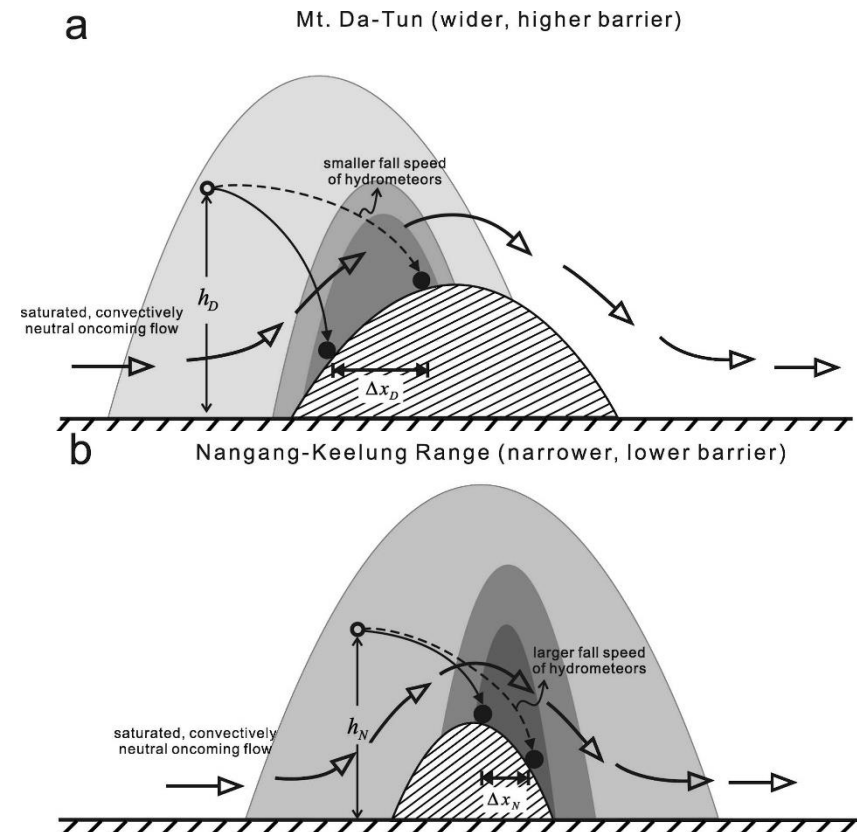 a
Mt. Da-Tun (wider, higher barrier)
smaller fall speed
of hydrometeors
h_D
saturated, convectively
neutral oncoming flow
Δx_D
b
Nangang-Keelung Range (narrower, lower barrier)
larger fall speed
of hydrometeors
h_N
saturated, convectively
neutral oncoming flow
Δx_N